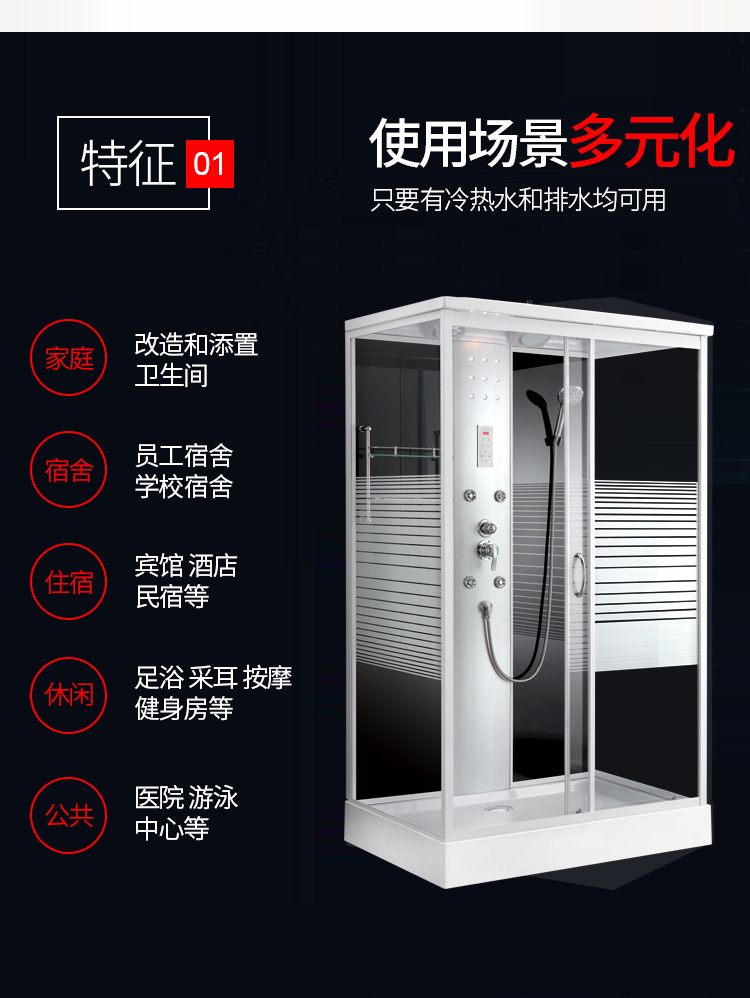 特征 01
使用场景多元化
只要有冷热水和排水均可用
家庭
改造和添置
卫生间
宿舍
员工宿舍
学校宿舍
住宿
宾馆 酒店
民宿等
休闲
足浴 采耳 按摩
健身房等
公共
医院 游泳
中心等